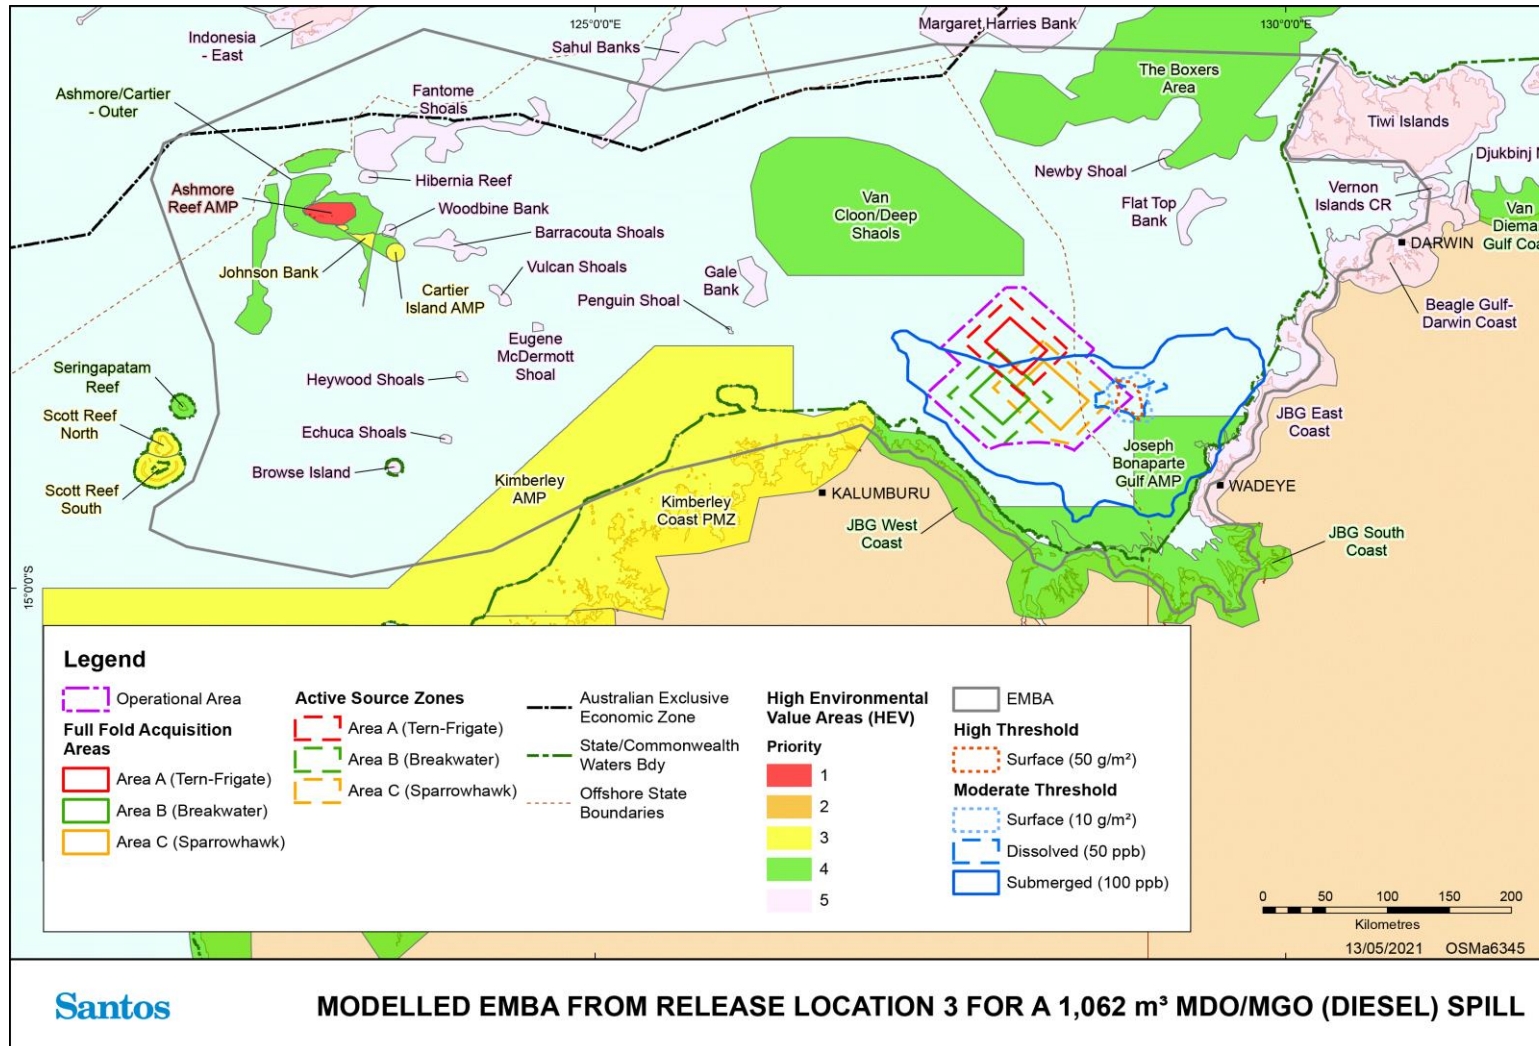 125°0'0"E
130°0'0"E
Indonesia
- East
Sahul Banks
Margaret Harries Bank
Ashmore/Cartier
- Outer
Fantome
Shoals
The Boxers
Area
Tiwi Islands
Djukbinj N
Ashmore
Reef AMP
Hibernia Reef
Woodbine Bank
Barracouta Shoals
Johnson Bank
Cartier
Island AMP
Vulcan Shoals
Penguin Shoal
Gale
Bank
Van
Cloon/Deep
Shaols
Newby Shoal
Flat Top
Bank
Vernon
Islands CR
Van
Dieme
Gulf Coa
DARWIN
Beagle Gulf-
Darwin Coast
Eugene
McDermott
Shoal
Seringapatam
Reef
Heywood Shoals
Scott Reef
North
Echuca Shoals
Browse Island
Scott Reef
South
Kimberley
AMP
Kimberley
Coast PMZ
KALUMBURU
JBG West
Coast
Joseph
Bonaparte
Gulf AMP
WADEYE
JBG East
Coast
JBG South
Coast
15°0'0"S
Legend
Operational Area
Full Fold Acquisition
Areas
Area A (Tern-Frigate)
Area B (Breakwater)
Area C (Sparrowhawk)
Active Source Zones
Area A (Tern-Frigate)
Area B (Breakwater)
Area C (Sparrowhawk)
Australian Exclusive
Economic Zone
State/Commonwealth
Waters Bdy
Offshore State
Boundaries
High Environmental
Value Areas (HEV)
Priority
1
2
3
4
5
EMBA
High Threshold
Surface (50 g/m²)
Moderate Threshold
Surface (10 g/m²)
Dissolved (50 ppb)
Submerged (100 ppb)
0 50 100 150 200
Kilometres
13/05/2021 OSMa6345
Santos
MODELLED EMBA FROM RELEASE LOCATION 3 FOR A 1,062 m³ MDO/MGO (DIESEL) SPILL